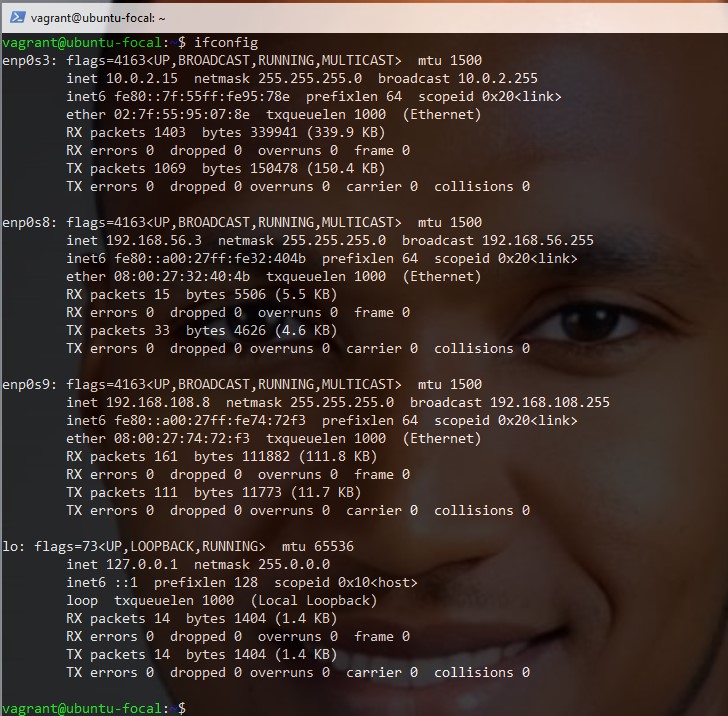 vagrant@ubuntu-focal: ~
vagrant@ubuntu-focal:~$ ifconfig
enp0s3: flags=4163<UP,BROADCAST,RUNNING,MULTICAST>  mtu 1500
        inet 10.0.2.15  netmask 255.255.255.0  broadcast 10.0.2.255
        inet6 fe80::7f:55ff:fe95:78e  prefixlen 64  scopeid 0x20<link>
        ether 02:7f:55:95:07:8e  txqueuelen 1000  (Ethernet)
        RX packets 1403  bytes 339941 (339.9 KB)
        RX errors 0  dropped 0  overruns 0  frame 0
        TX packets 1069  bytes 150478 (150.4 KB)
        TX errors 0  dropped 0 overruns 0  carrier 0  collisions 0
enp0s8: flags=4163<UP,BROADCAST,RUNNING,MULTICAST>  mtu 1500
        inet 192.168.56.3  netmask 255.255.255.0  broadcast 192.168.56.255
        inet6 fe80::a00:27ff:fe32:404b  prefixlen 64  scopeid 0x20<link>
        ether 08:00:27:32:40:4b  txqueuelen 1000  (Ethernet)
        RX packets 15  bytes 5506 (5.5 KB)
        RX errors 0  dropped 0  overruns 0  frame 0
        TX packets 33  bytes 4626 (4.6 KB)
        TX errors 0  dropped 0 overruns 0  carrier 0  collisions 0
enp0s9: flags=4163<UP,BROADCAST,RUNNING,MULTICAST>  mtu 1500
        inet 192.168.108.8  netmask 255.255.255.0  broadcast 192.168.108.255
        inet6 fe80::a00:27ff:fe74:72f3  prefixlen 64  scopeid 0x20<link>
        ether 08:00:27:74:72:f3  txqueuelen 1000  (Ethernet)
        RX packets 161  bytes 111882 (111.8 KB)
        RX errors 0  dropped 0  overruns 0  frame 0
        TX packets 111  bytes 11773 (11.7 KB)
        TX errors 0  dropped 0 overruns 0  carrier 0  collisions 0
lo: flags=73<UP,LOOPBACK,RUNNING>  mtu 65536
        inet 127.0.0.1  netmask 255.0.0.0
        inet6 ::1  prefixlen 128  scopeid 0x10<host>
        loop  txqueuelen 1000  (Local Loopback)
        RX packets 14  bytes 1404 (1.4 KB)
        RX errors 0  dropped 0  overruns 0  frame 0
        TX packets 14  bytes 1404 (1.4 KB)
        TX errors 0  dropped 0 overruns 0  carrier 0  collisions 0
vagrant@ubuntu-focal:~$